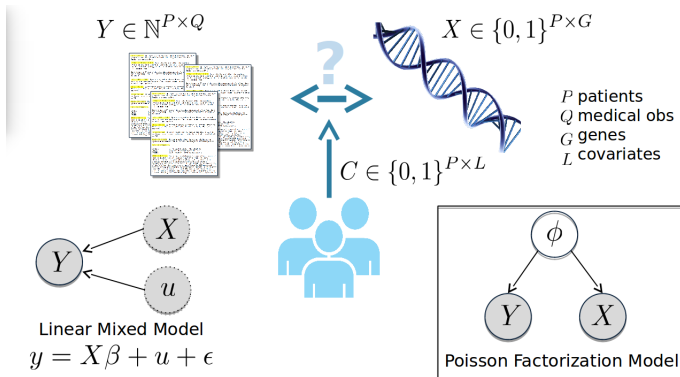 Y ∈ ℕ^{P×Q}
?
X ∈ {0, 1}^{P×G}
P patients
Q medical obs
G genes
L covariates
C ∈ {0, 1}^{P×L}
X
Y
u
Linear Mixed Model
y = Xβ + u + ϵ
ϕ
Y X
Poisson Factorization Model